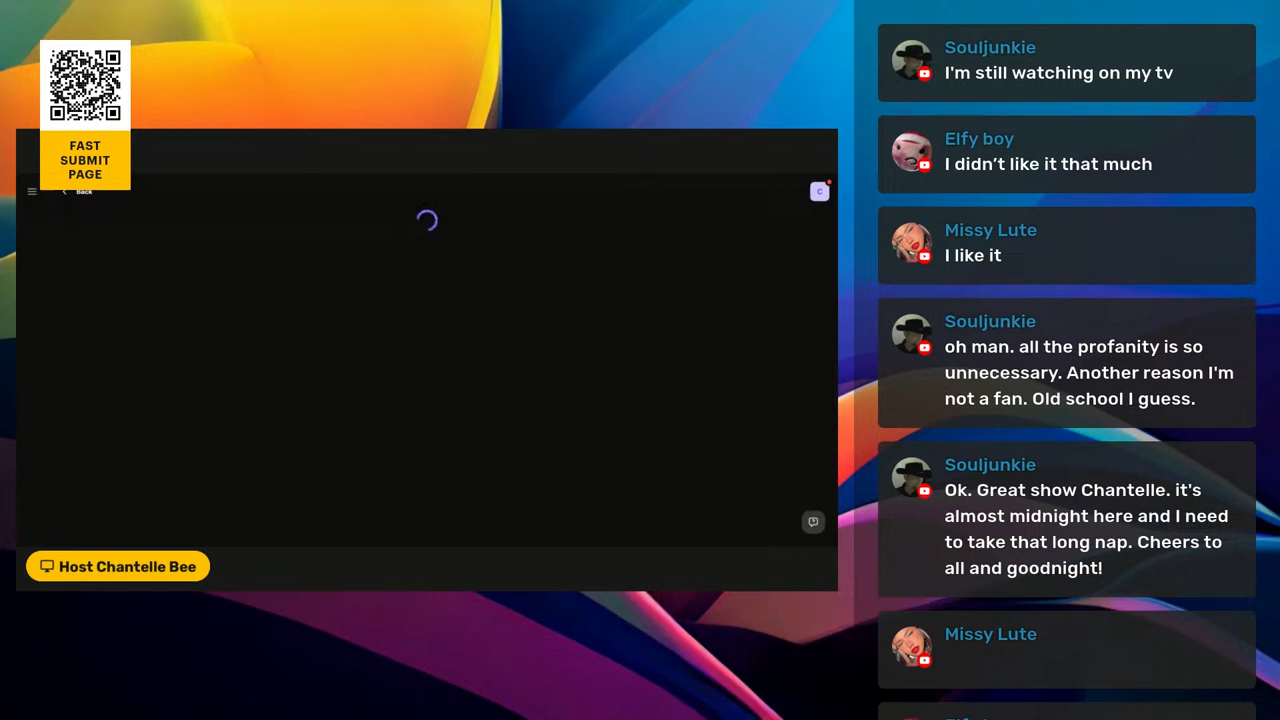 FAST
SUBMIT
PAGE
Back
C
Host Chantelle Bee
Souljunkie
I'm still watching on my tv
Elfy boy
I didn’t like it that much
Missy Lute
I like it
Souljunkie
oh man. all the profanity is so
unnecessary. Another reason I'm
not a fan. Old school I guess.
Souljunkie
Ok. Great show Chantelle. it's
almost midnight here and I need
to take that long nap. Cheers to
all and goodnight!
Missy Lute